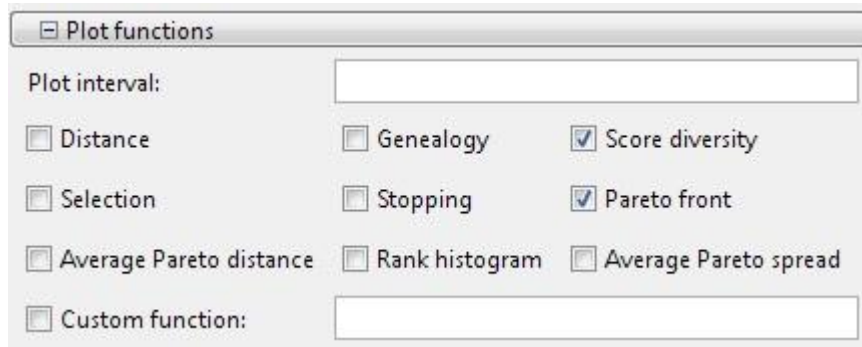 Plot functions
Plot interval:
Distance Genealogy Score diversity
Selection Stopping Pareto front
Average Pareto distance Rank histogram Average Pareto spread
Custom function: